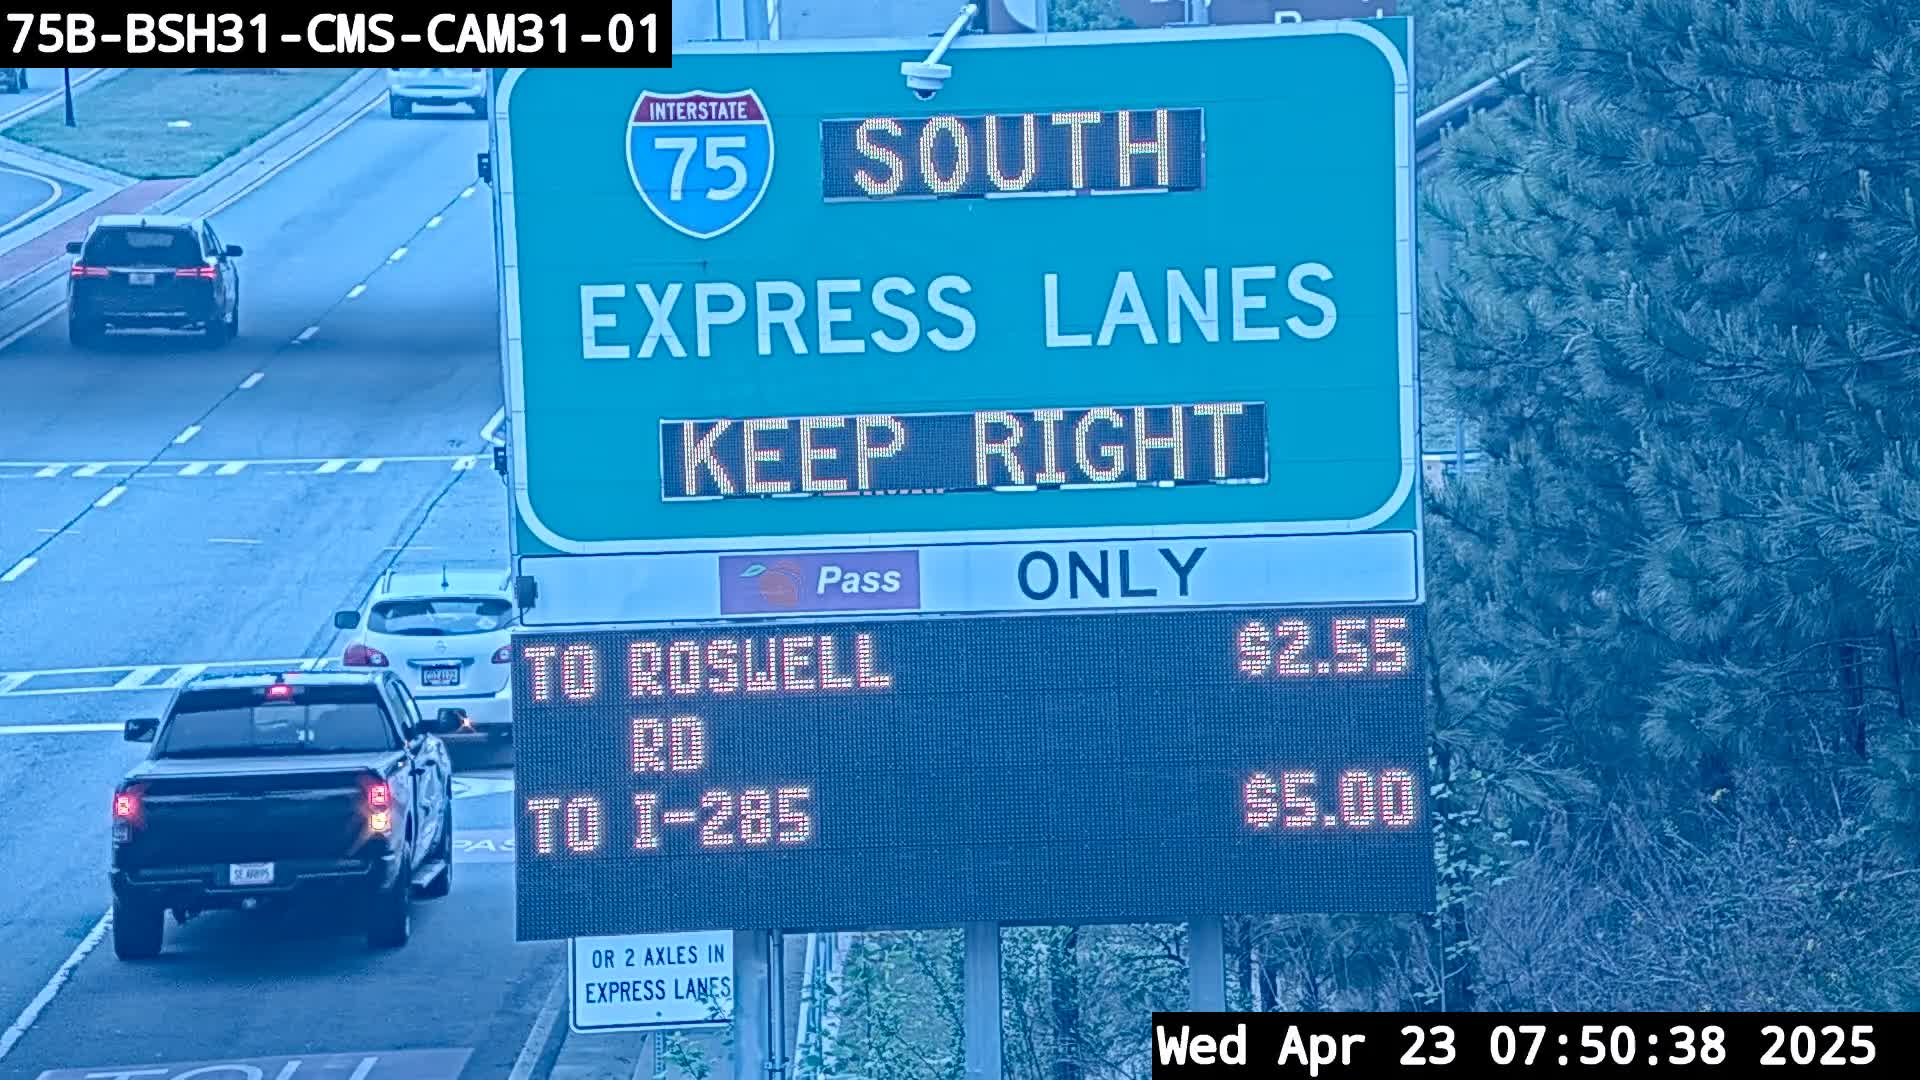 75B-BSH31-CMS-CAM31-01
INTERSTATE
75
SOUTH
EXPRESS LANES
KEEP RIGHT
Pass ONLY
TO ROSWELL $2.55
RD
TO I-285 $5.00
OR 2 AXLES IN
EXPRESS LANES
TOLL
Wed Apr 23 07:50:38 2025